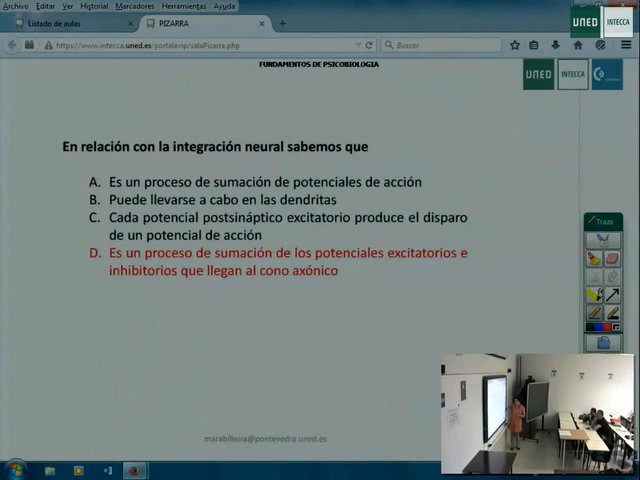 Archivo Editar Ver Historial Marcadores Herramientas Ayuda
Listado de aulas
PIZARRA
UNED INTECCA
https://www.intecca.uned.es/portalavip/salaPizarra.php
Buscar
FUNDAMENTOS DE PSICOBIOLOGIA
UNED INTECCA
En relación con la integración neural sabemos que
A. Es un proceso de sumación de potenciales de acción
B. Puede llevarse a cabo en las dendritas
C. Cada potencial postsináptico excitatorio produce el disparo
de un potencial de acción
D. Es un proceso de sumación de los potenciales excitatorios e
inhibitorios que llegan al cono axónico
Trazo
marabilleira@pontevedra.uned.es